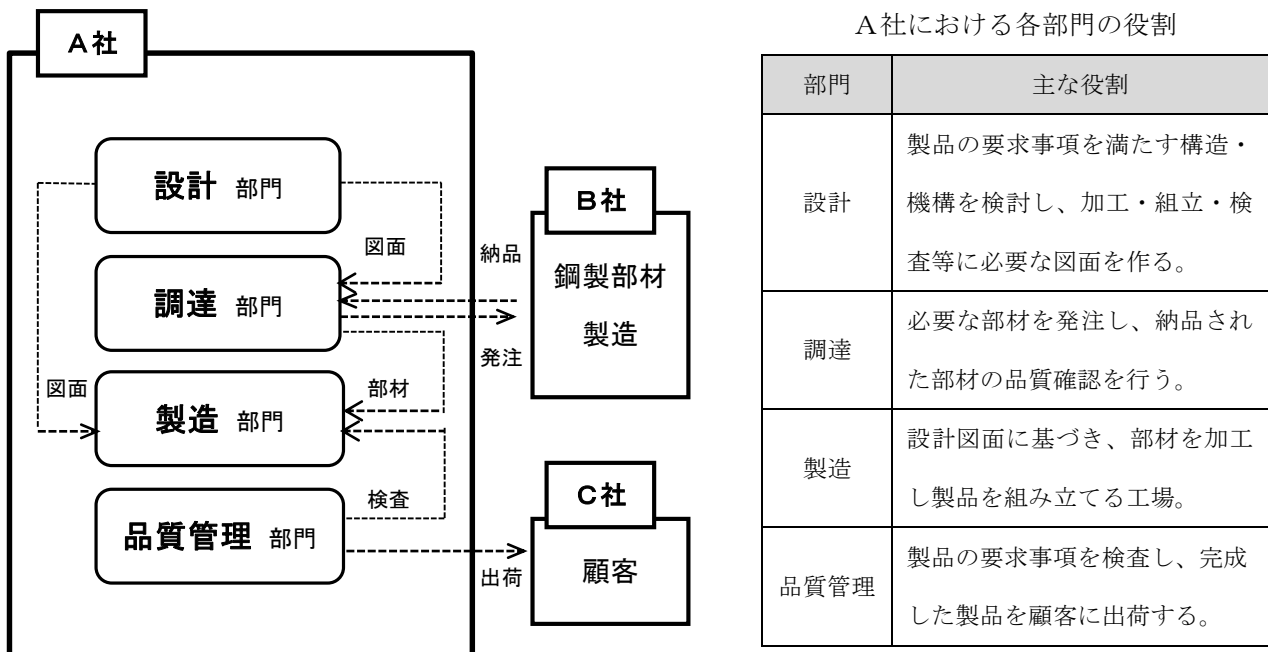 A社
設計 部門
図面
調達 部門
納品
発注
図面
製造 部門
部材
検査
品質管理 部門
出荷
B社
鋼製部材
製造
C社
顧客
A社における各部門の役割
部門 主な役割
設計
製品の要求事項を満たす構造・
機構を検討し、加工・組立・検
査等に必要な図面を作る。
調達
必要な部材を発注し、納品され
た部材の品質確認を行う。
製造
設計図面に基づき、部材を加工
し製品を組み立てる工場。
品質管理
製品の要求事項を検査し、完成
した製品を顧客に出荷する。